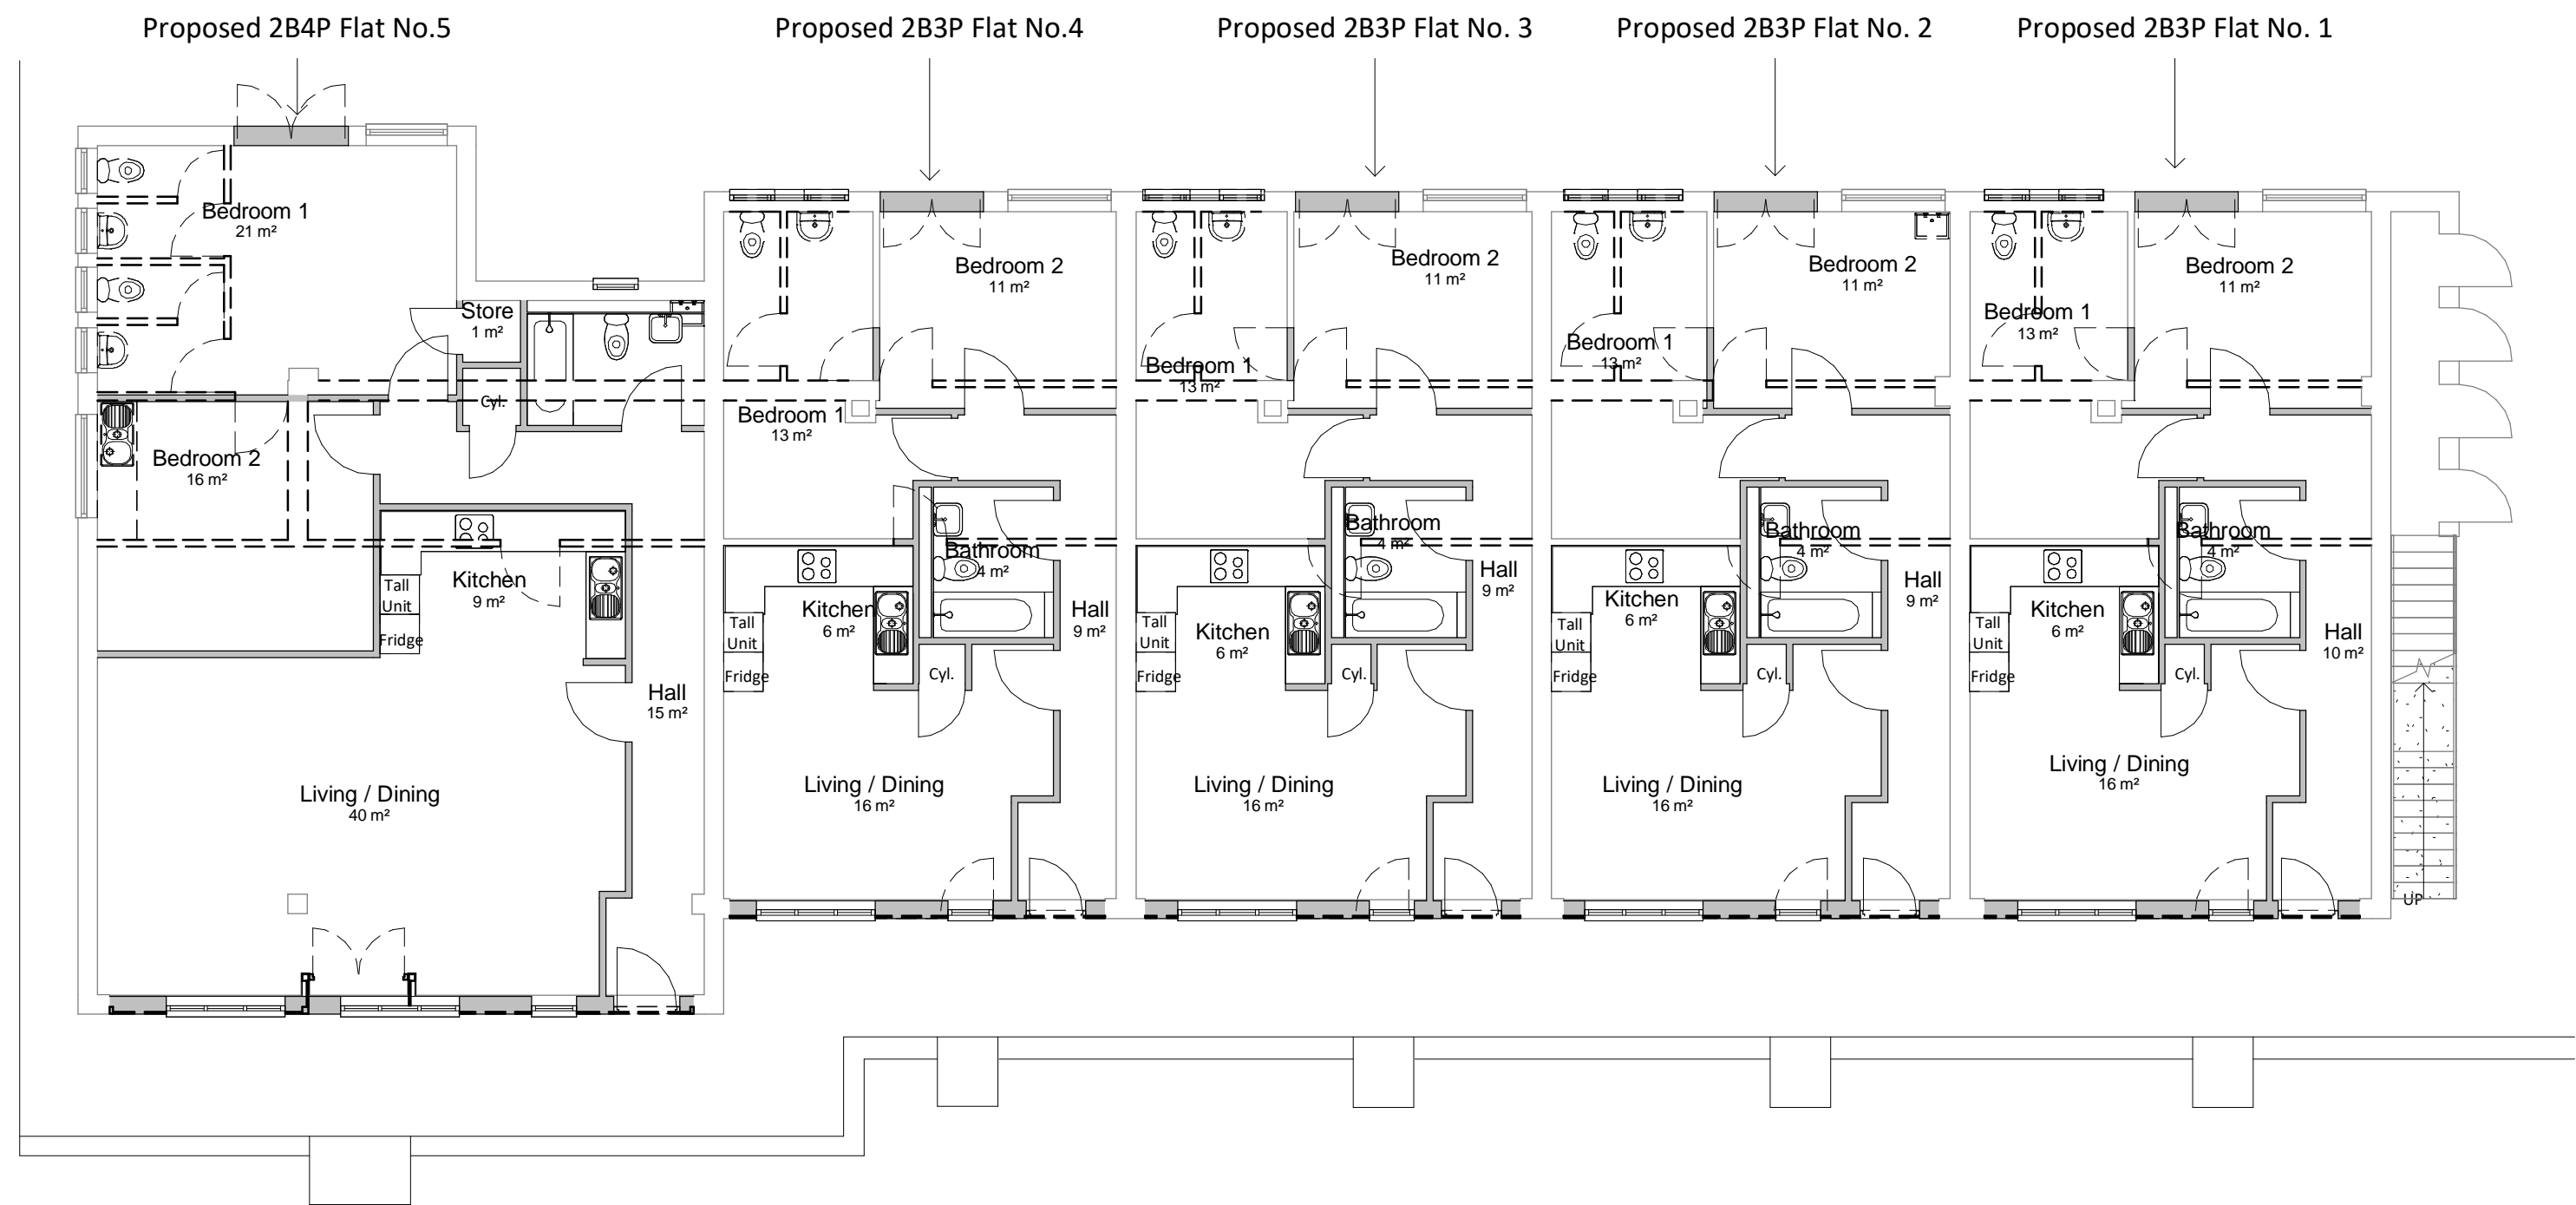 Proposed 2B4P Flat No.5
Proposed 2B3P Flat No.4
Proposed 2B3P Flat No. 3
Proposed 2B3P Flat No. 2
Proposed 2B3P Flat No. 1
Bedroom 1
21 m²
Store
1 m²
Cyl.
Bedroom 2
16 m²
Kitchen
9 m²
Tall
Unit
Fridge
Hall
15 m²
Living / Dining
40 m²
Bedroom 2
11 m²
Bedroom 1
13 m²
Bathroom
4 m²
Kitchen
6 m²
Tall
Unit
Fridge
Cyl.
Hall
9 m²
Living / Dining
16 m²
Bedroom 2
11 m²
Bedroom 1
13 m²
Bathroom
4 m²
Hall
9 m²
Kitchen
6 m²
Tall
Unit
Fridge
Cyl.
Living / Dining
16 m²
Bedroom 2
11 m²
Bedroom 1
13 m²
Bathroom
4 m²
Hall
9 m²
Kitchen
6 m²
Tall
Unit
Fridge
Cyl.
Living / Dining
16 m²
Bedroom 2
11 m²
Bedroom 1
13 m²
Bathroom
4 m²
Kitchen
6 m²
Tall
Unit
Fridge
Cyl.
Hall
10 m²
Living / Dining
16 m²
UP